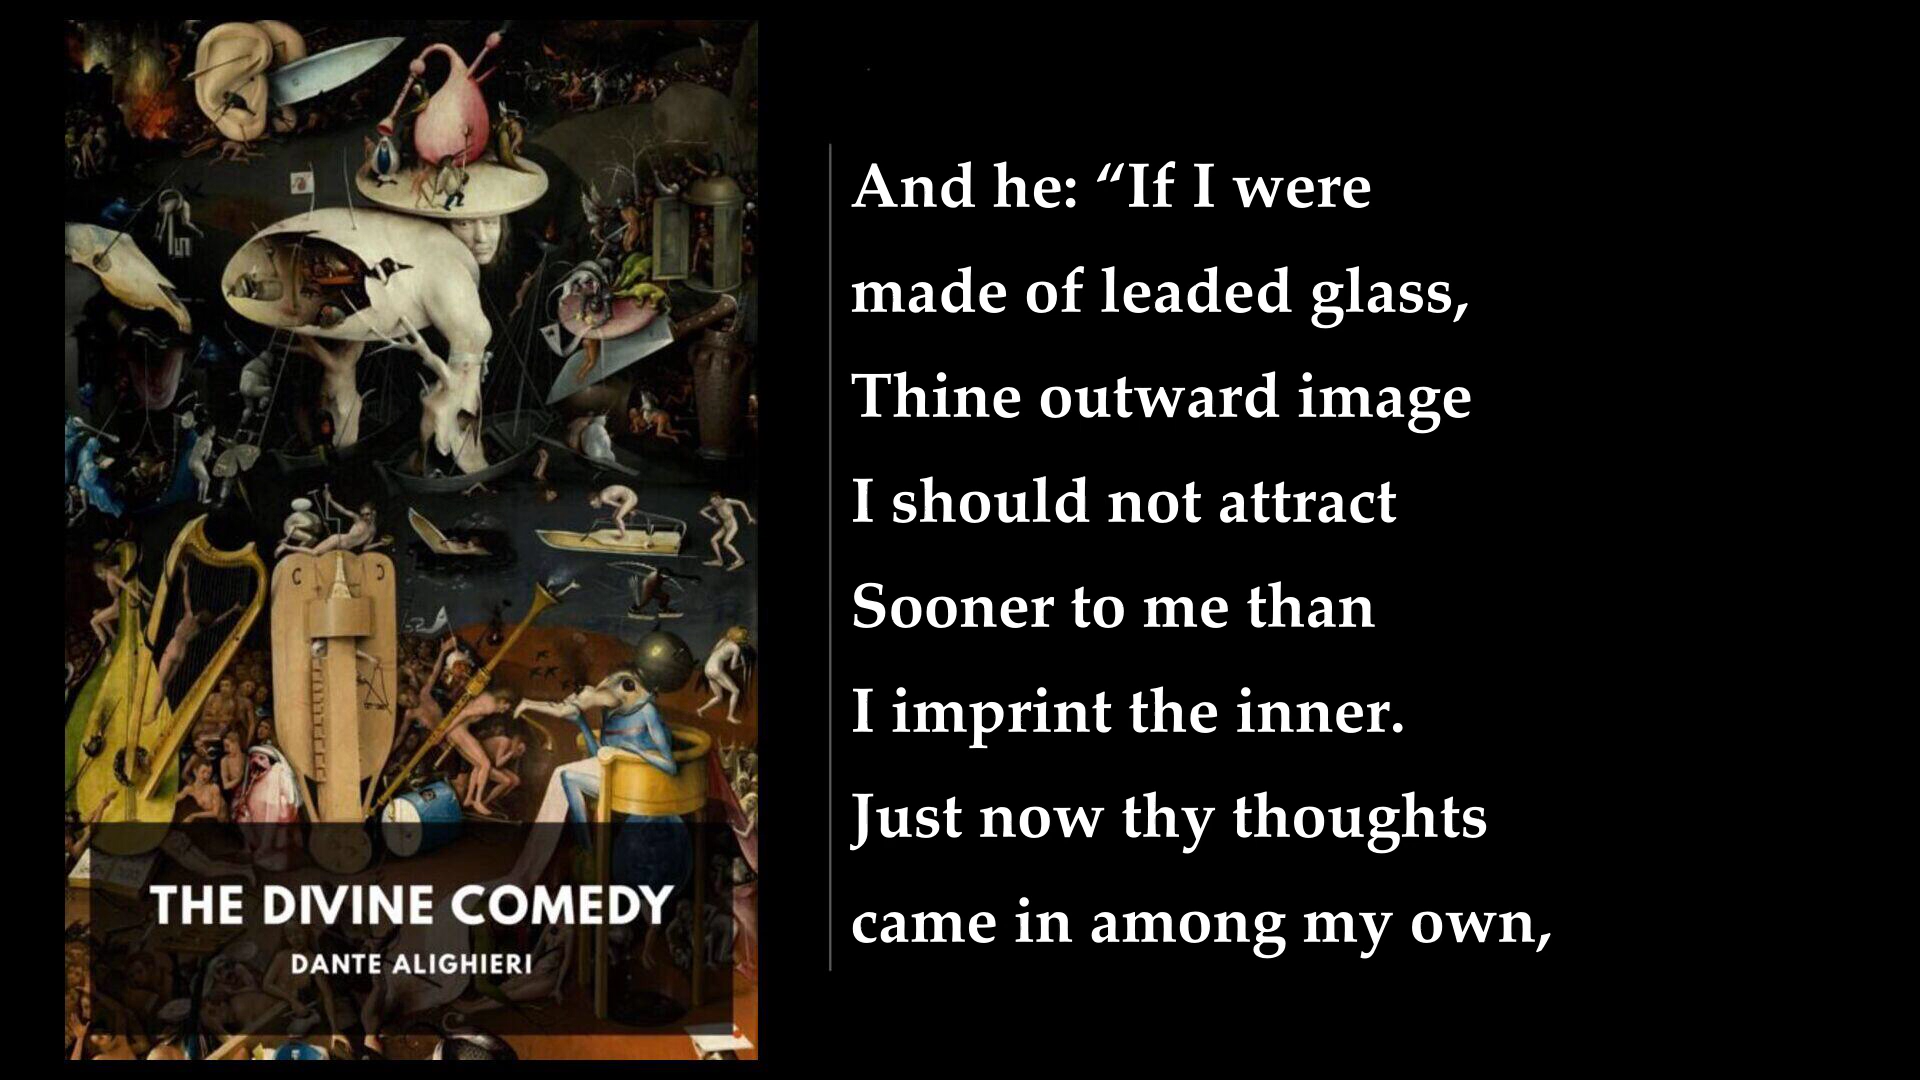 THE DIVINE COMEDY
DANTE ALIGHIERI
And he: “If I were
made of leaded glass,
Thine outward image
I should not attract
Sooner to me than
I imprint the inner.
Just now thy thoughts
came in among my own,